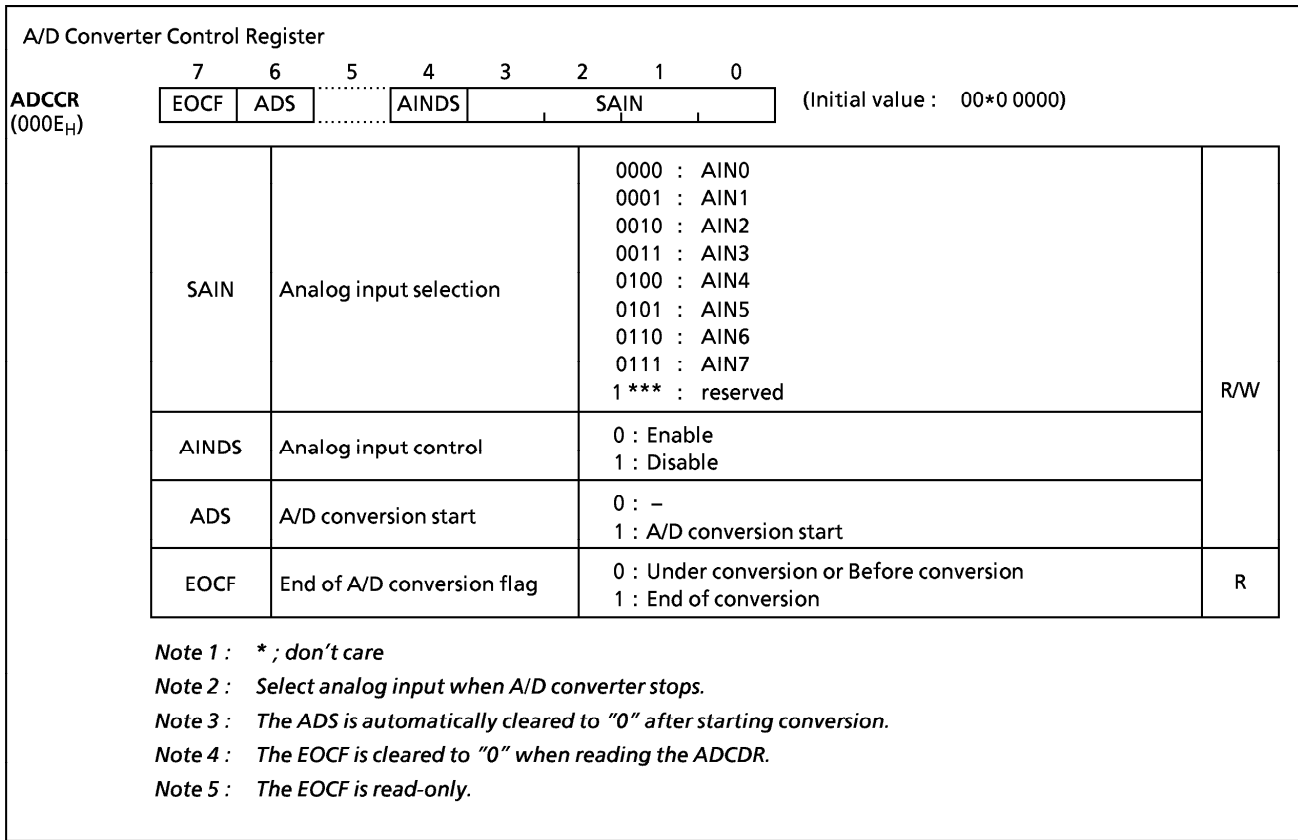 A/D Converter Control Register
7 6 5 4 3 2 1 0
ADCCR EOCF ADS AINDS SAIN (Initial value : 00*0 0000)
(000EH)
SAIN Analog input selection 0000 : AIN0
0001 : AIN1
0010 : AIN2
0011 : AIN3
0100 : AIN4
0101 : AIN5
0110 : AIN6
0111 : AIN7
1*** : reserved
R/W
AINDS Analog input control 0 : Enable
1 : Disable
ADS A/D conversion start 0 : –
1 : A/D conversion start
EOCF End of A/D conversion flag 0 : Under conversion or Before conversion
1 : End of conversion
R
Note 1 : * ; don't care
Note 2 : Select analog input when A/D converter stops.
Note 3 : The ADS is automatically cleared to "0" after starting conversion.
Note 4 : The EOCF is cleared to "0" when reading the ADCDR.
Note 5 : The EOCF is read-only.